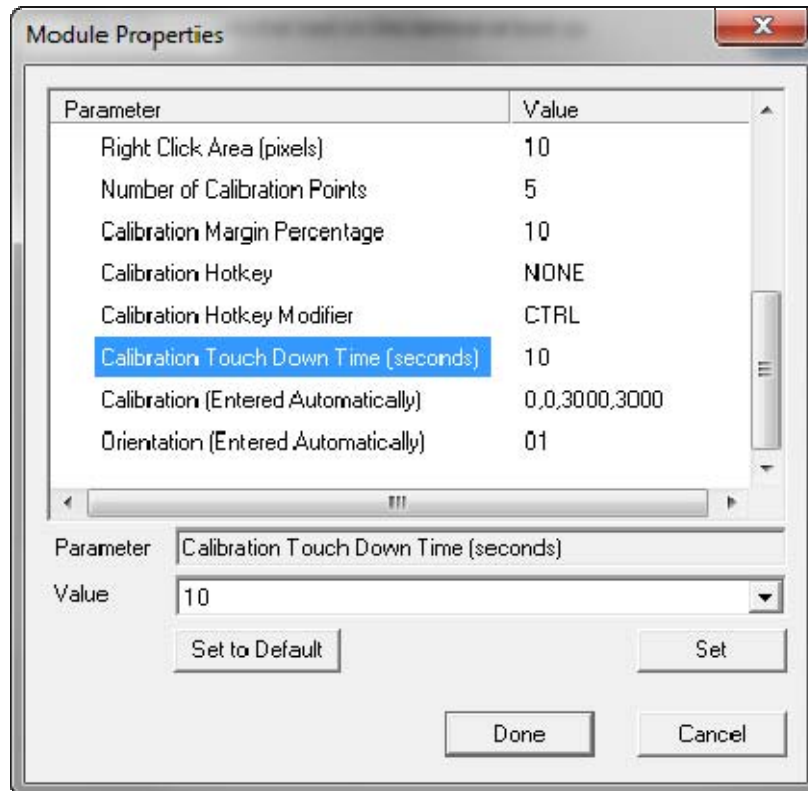 Module Properties
Parameter Value
Right Click Area (pixels) 10
Number of Calibration Points 5
Calibration Margin Percentage 10
Calibration Hotkey NONE
Calibration Hotkey Modifier CTRL
Calibration Touch Down Time (seconds) 10
Calibration (Entered Automatically) 0,0,3000,3000
Orientation (Entered Automatically) 01
Parameter Calibration Touch Down Time (seconds)
Value 10
Set to Default Set
Done Cancel